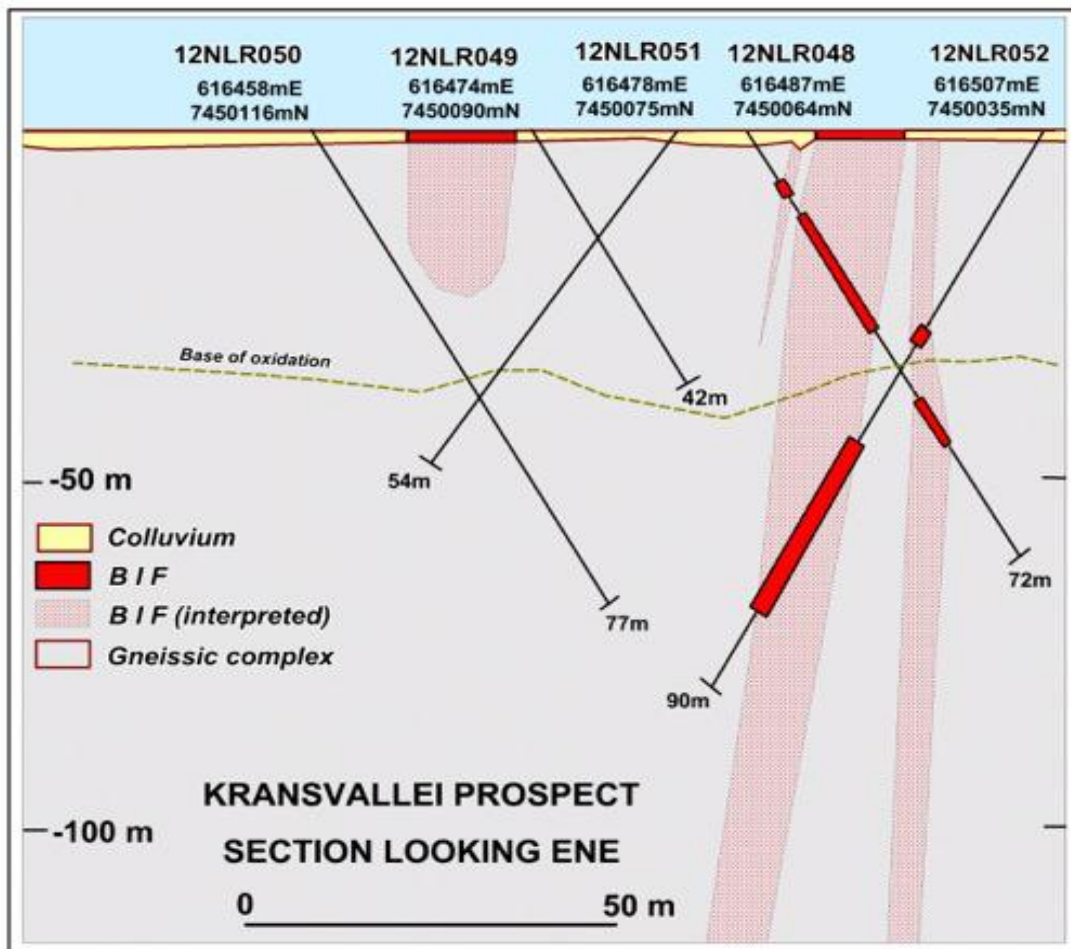 12NLR050
616458mE
7450116mN
12NLR049
616474mE
7450090mN
12NLR051
616478mE
7450075mN
12NLR048
616487mE
7450064mN
12NLR052
616507mE
7450035mN
Base of oxidation
42m
54m
-50 m
Colluvium
B I F
B I F (interpreted)
Gneissic complex
72m
77m
90m
KRANSVALLEI PROSPECT
-100 m
SECTION LOOKING ENE
0 50 m